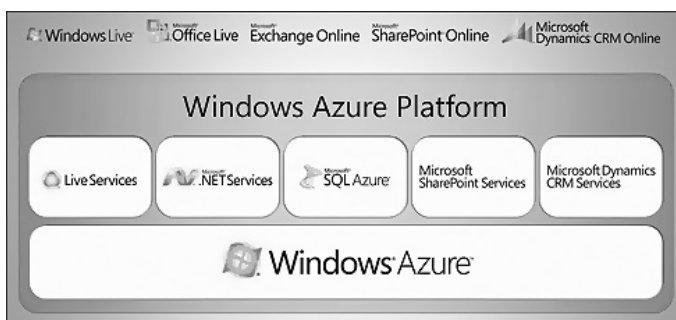 Windows Live
Microsoft
Office Live
Microsoft
Exchange Online
Microsoft
SharePoint Online
Microsoft
Dynamics CRM Online
Windows Azure Platform
Live Services
Microsoft
.NET Services
Microsoft
SQL Azure
Microsoft
SharePoint Services
Microsoft Dynamics
CRM Services
Windows Azure